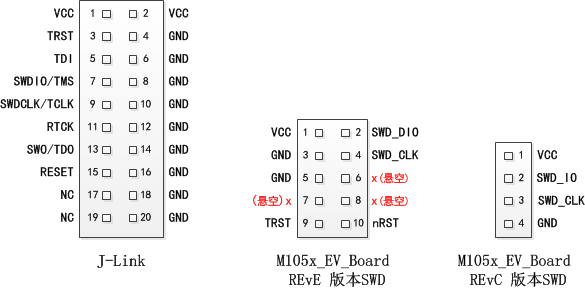 VCC 1 2 VCC
TRST 3 4 GND
TDI 5 6 GND
SWDIO/TMS 7 8 GND
SWDCLK/TCLK 9 10 GND
RTCK 11 12 GND
SWO/TDO 13 14 GND
RESET 15 16 GND
NC 17 18 GND
NC 19 20 GND
J-Link
VCC 1 2 SWD_DIO
GND 3 4 SWD_CLK
GND 5 6 x(悬空)
(悬空)x 7 8 x(悬空)
TRST 9 10 nRST
M105x_EV_Board
REvE 版本SWD
1 VCC
2 SWD_IO
3 SWD_CLK
4 GND
M105x_EV_Board
REvC 版本SWD